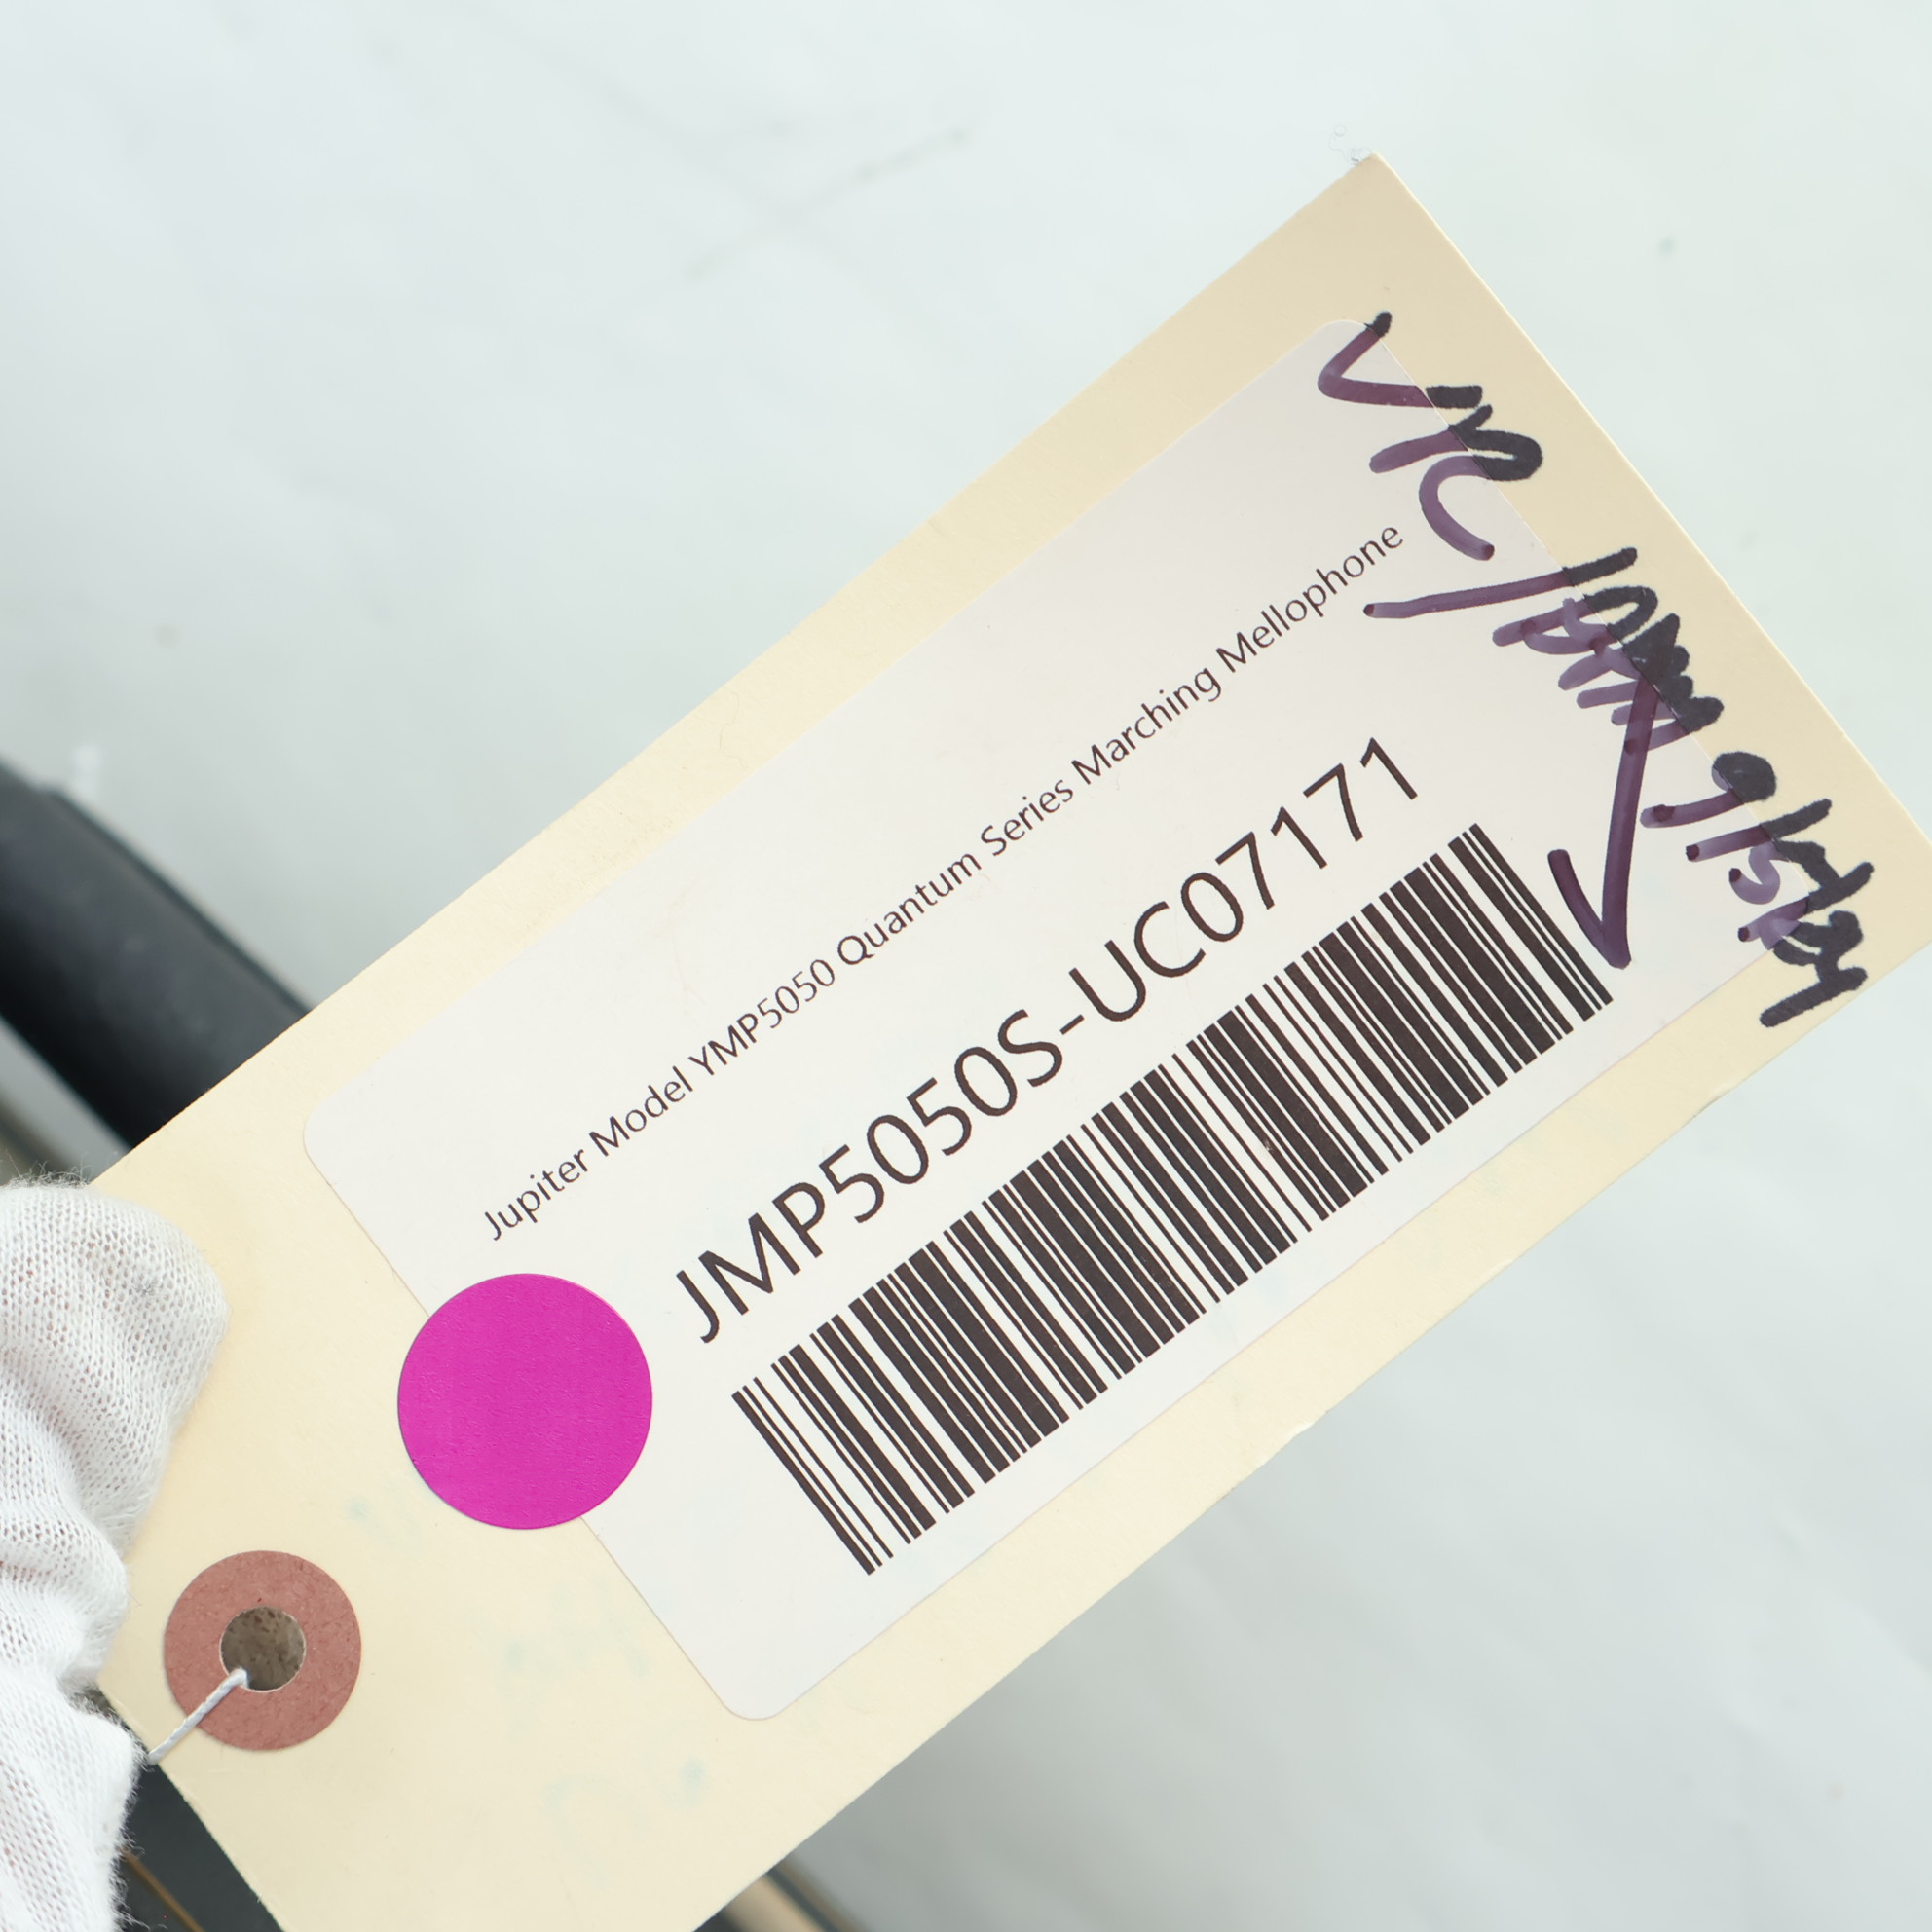 Jupiter Model YMP5050 Quantum Series Marching Mellophone
JMP5050S-UC07171